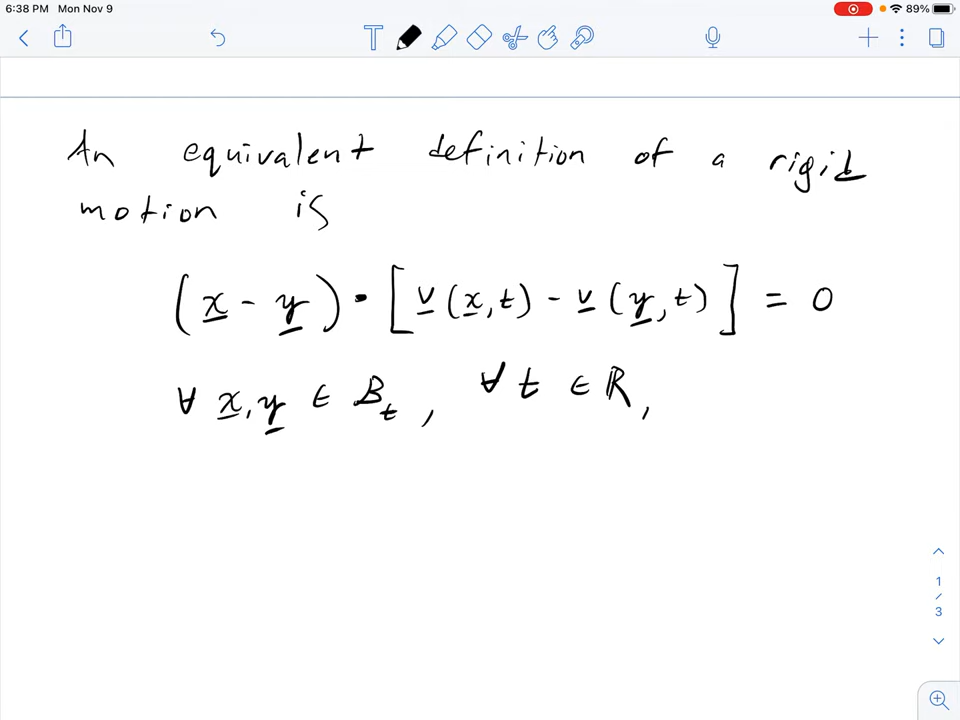 6:38 PM Mon Nov 9 89%
T
An equivalent definition of a rigid
motion is
(x̲ - y̲) • [v̲(x̲,t) - v̲(y̲,t)] = 0
∀ x̲, y̲ ∈ B_t, ∀ t ∈ ℝ,
1
/
3